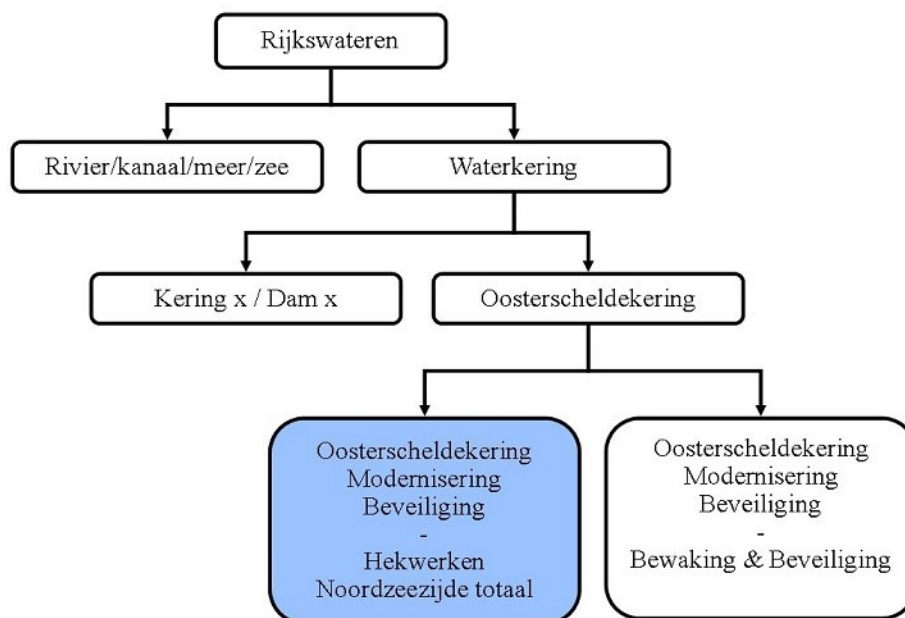 Rijkswateren
Rivier/kanaal/meer/zee
Waterkering
Kering x / Dam x
Oosterscheldekering
Oosterscheldekering
Modernisering
Beveiliging
-
Hekwerken
Noordzeezijde totaal
Oosterscheldekering
Modernisering
Beveiliging
-
Bewaking & Beveiliging